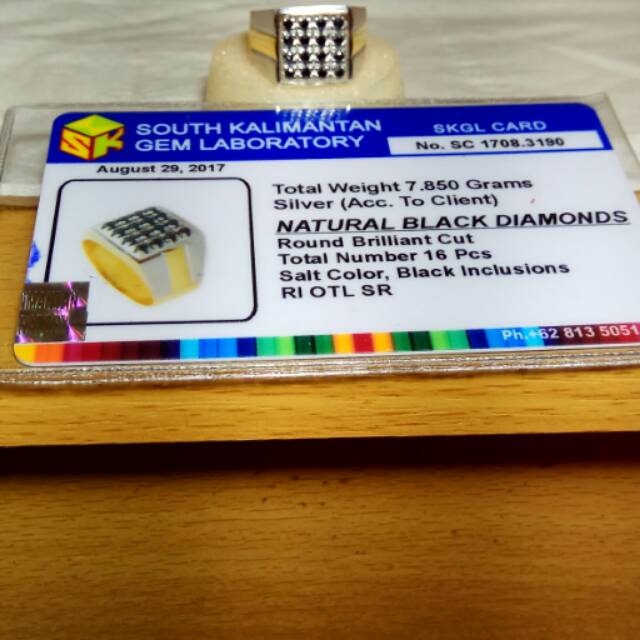 SK
SOUTH KALIMANTAN
GEM LABORATORY
SKGL CARD
No. SC 1708.3190
August 29, 2017
Total Weight 7.850 Grams
Silver (Acc. To Client)
NATURAL BLACK DIAMONDS
Round Brilliant Cut
Total Number 16 Pcs
Salt Color, Black Inclusions
RI OTL SR
Ph.+62 813 5051